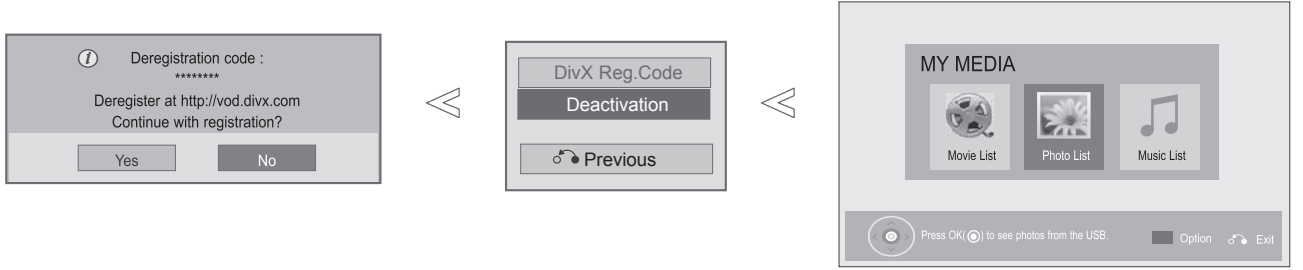 Deregistration code :
********
Deregister at http://vod.divx.com
Continue with registration?
Yes
No
DivX Reg.Code
Deactivation
Previous
MY MEDIA
Movie List
Photo List
Music List
Press OK(◉) to see photos from the USB.
Option
Exit